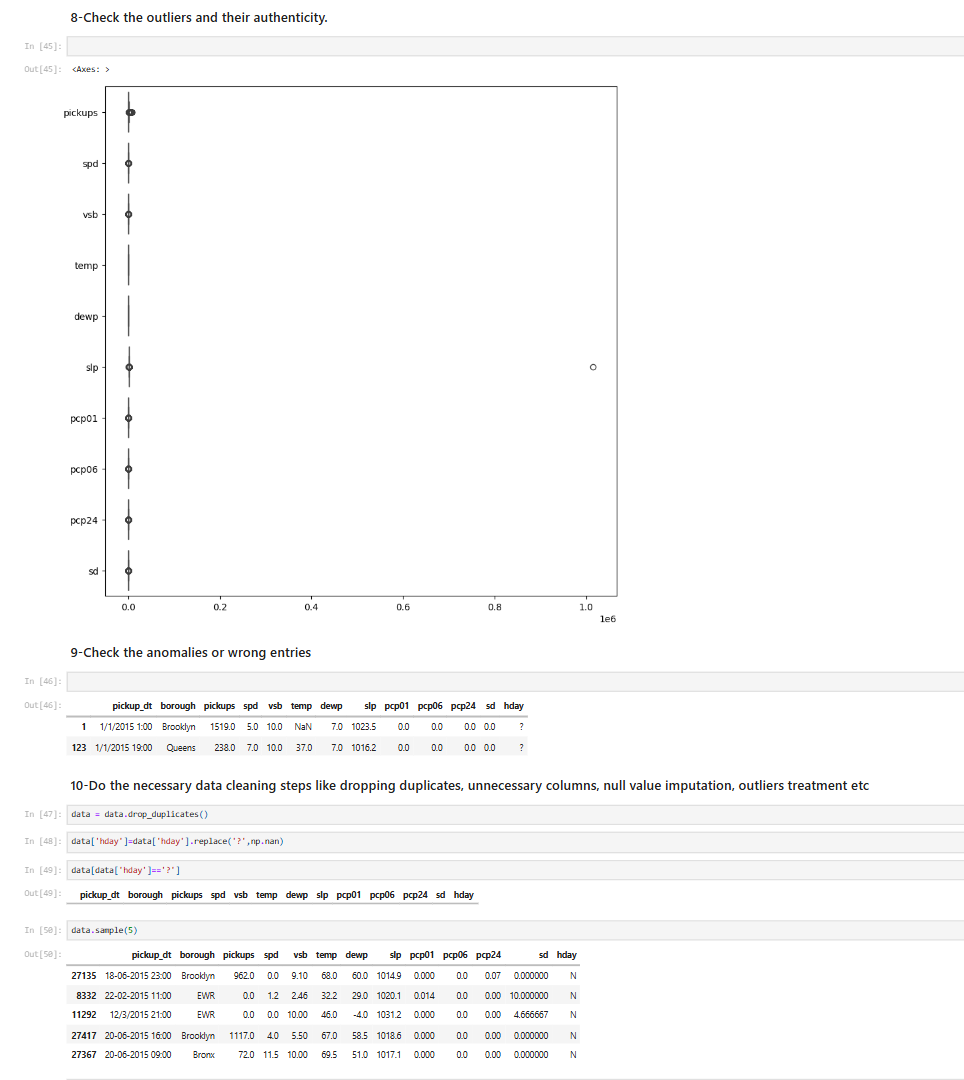 8-Check the outliers and their authenticity.
In [45]:
Out[45]: <Axes: >
pickups
spd
vsb
temp
dewp
slp
pcp01
pcp06
pcp24
sd
0.0 0.2 0.4 0.6 0.8 1.0
1e6
9-Check the anomalies or wrong entries
In [46]:
Out[46]:
pickup_dt borough pickups spd vsb temp dewp slp pcp01 pcp06 pcp24 sd hday
1 1/1/2015 1:00 Brooklyn 1519.0 5.0 10.0 NaN 7.0 1023.5 0.0 0.0 0.0 0.0 ?
123 1/1/2015 19:00 Queens 238.0 7.0 10.0 37.0 7.0 1016.2 0.0 0.0 0.0 0.0 ?
10-Do the necessary data cleaning steps like dropping duplicates, unnecessary columns, null value imputation, outliers treatment etc
In [47]: data = data.drop_duplicates()
In [48]: data['hday']=data['hday'].replace('?',np.nan)
In [49]: data[data['hday']=='?']
Out[49]: pickup_dt borough pickups spd vsb temp dewp slp pcp01 pcp06 pcp24 sd hday
In [50]: data.sample(5)
Out[50]: pickup_dt borough pickups spd vsb temp dewp slp pcp01 pcp06 pcp24 sd hday
27135 18-06-2015 23:00 Brooklyn 962.0 0.0 9.10 68.0 60.0 1014.9 0.000 0.0 0.07 0.000000 N
8332 22-02-2015 11:00 EWR 0.0 1.2 2.46 32.2 29.0 1020.1 0.014 0.0 0.00 10.000000 N
11292 12/3/2015 21:00 EWR 0.0 0.0 10.00 46.0 -4.0 1031.2 0.000 0.0 0.00 4.666667 N
27417 20-06-2015 16:00 Brooklyn 1117.0 4.0 5.50 67.0 58.5 1018.6 0.000 0.0 0.00 0.000000 N
27367 20-06-2015 09:00 Bronx 72.0 11.5 10.00 69.5 51.0 1017.1 0.000 0.0 0.00 0.000000 N